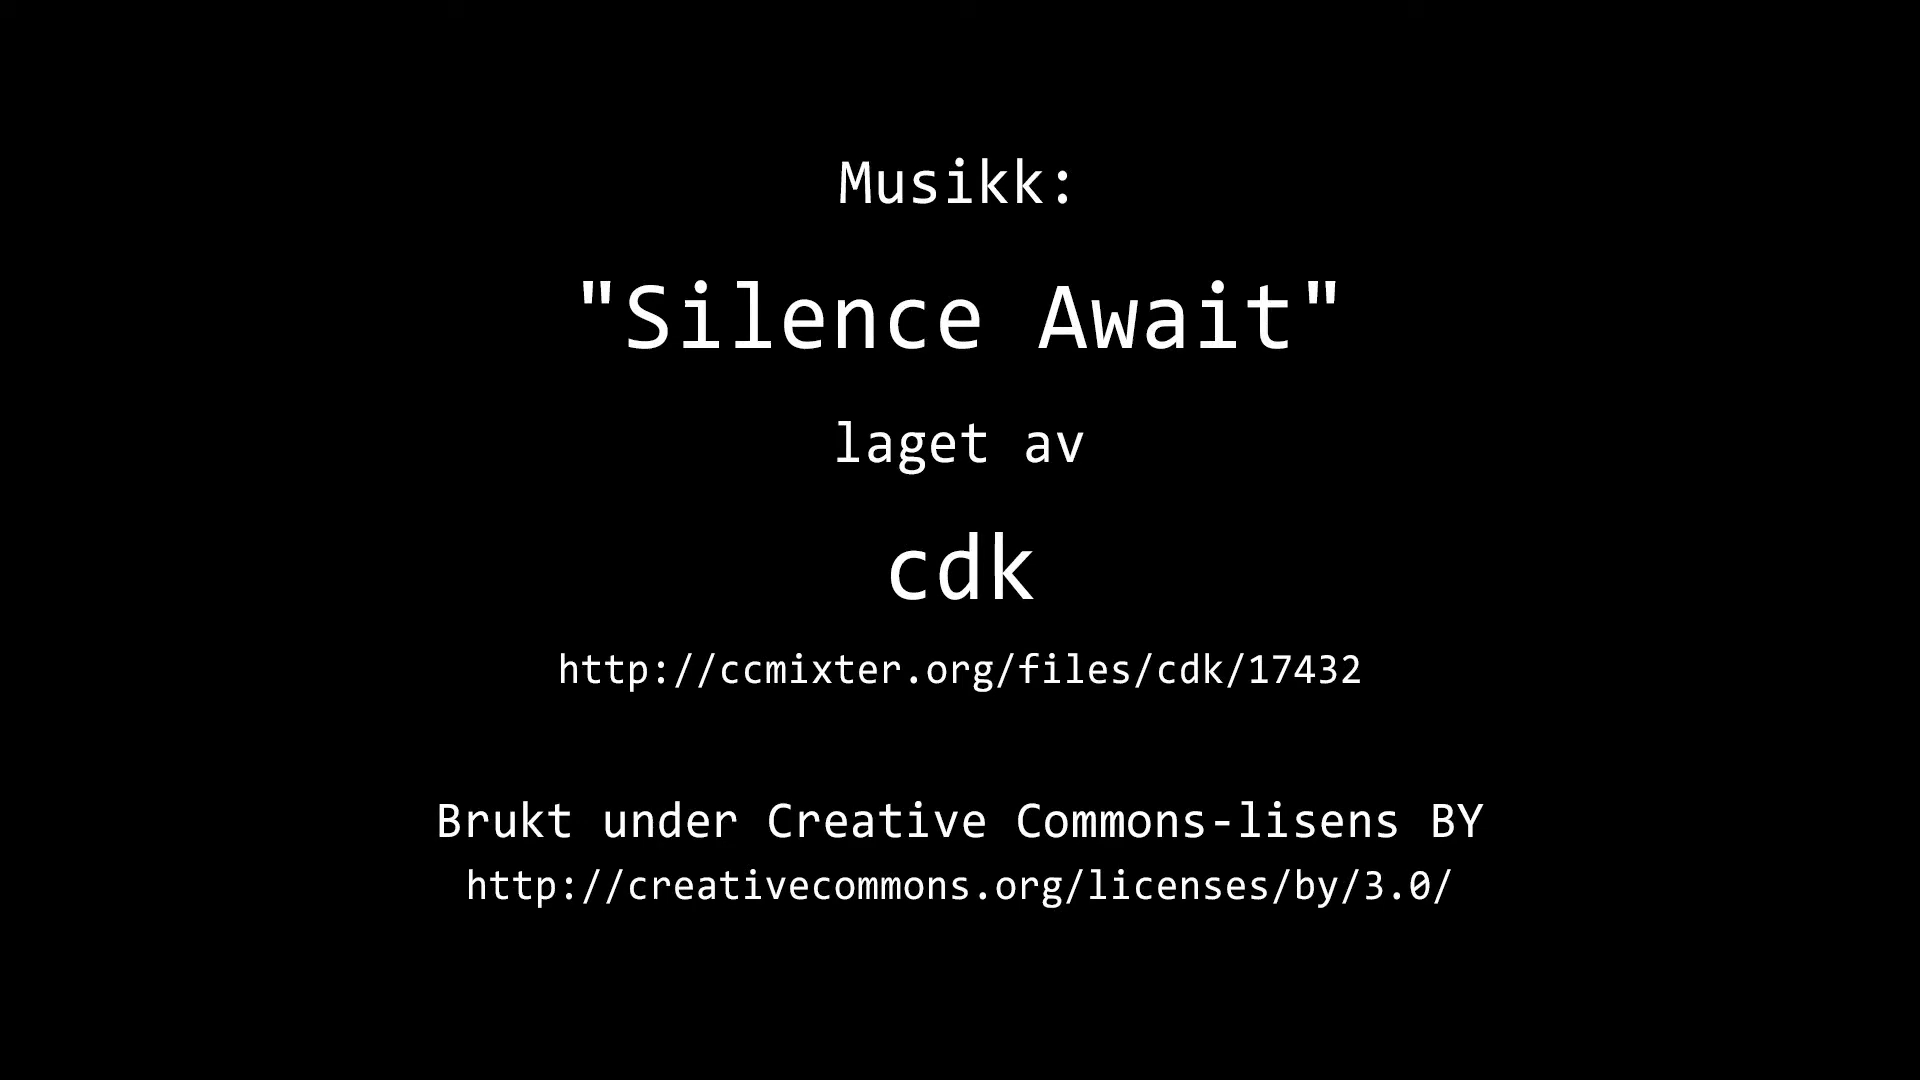 Musikk:
"Silence Await"
laget av
cdk
http://ccmixter.org/files/cdk/17432
Brukt under Creative Commons-lisens BY
http://creativecommons.org/licenses/by/3.0/